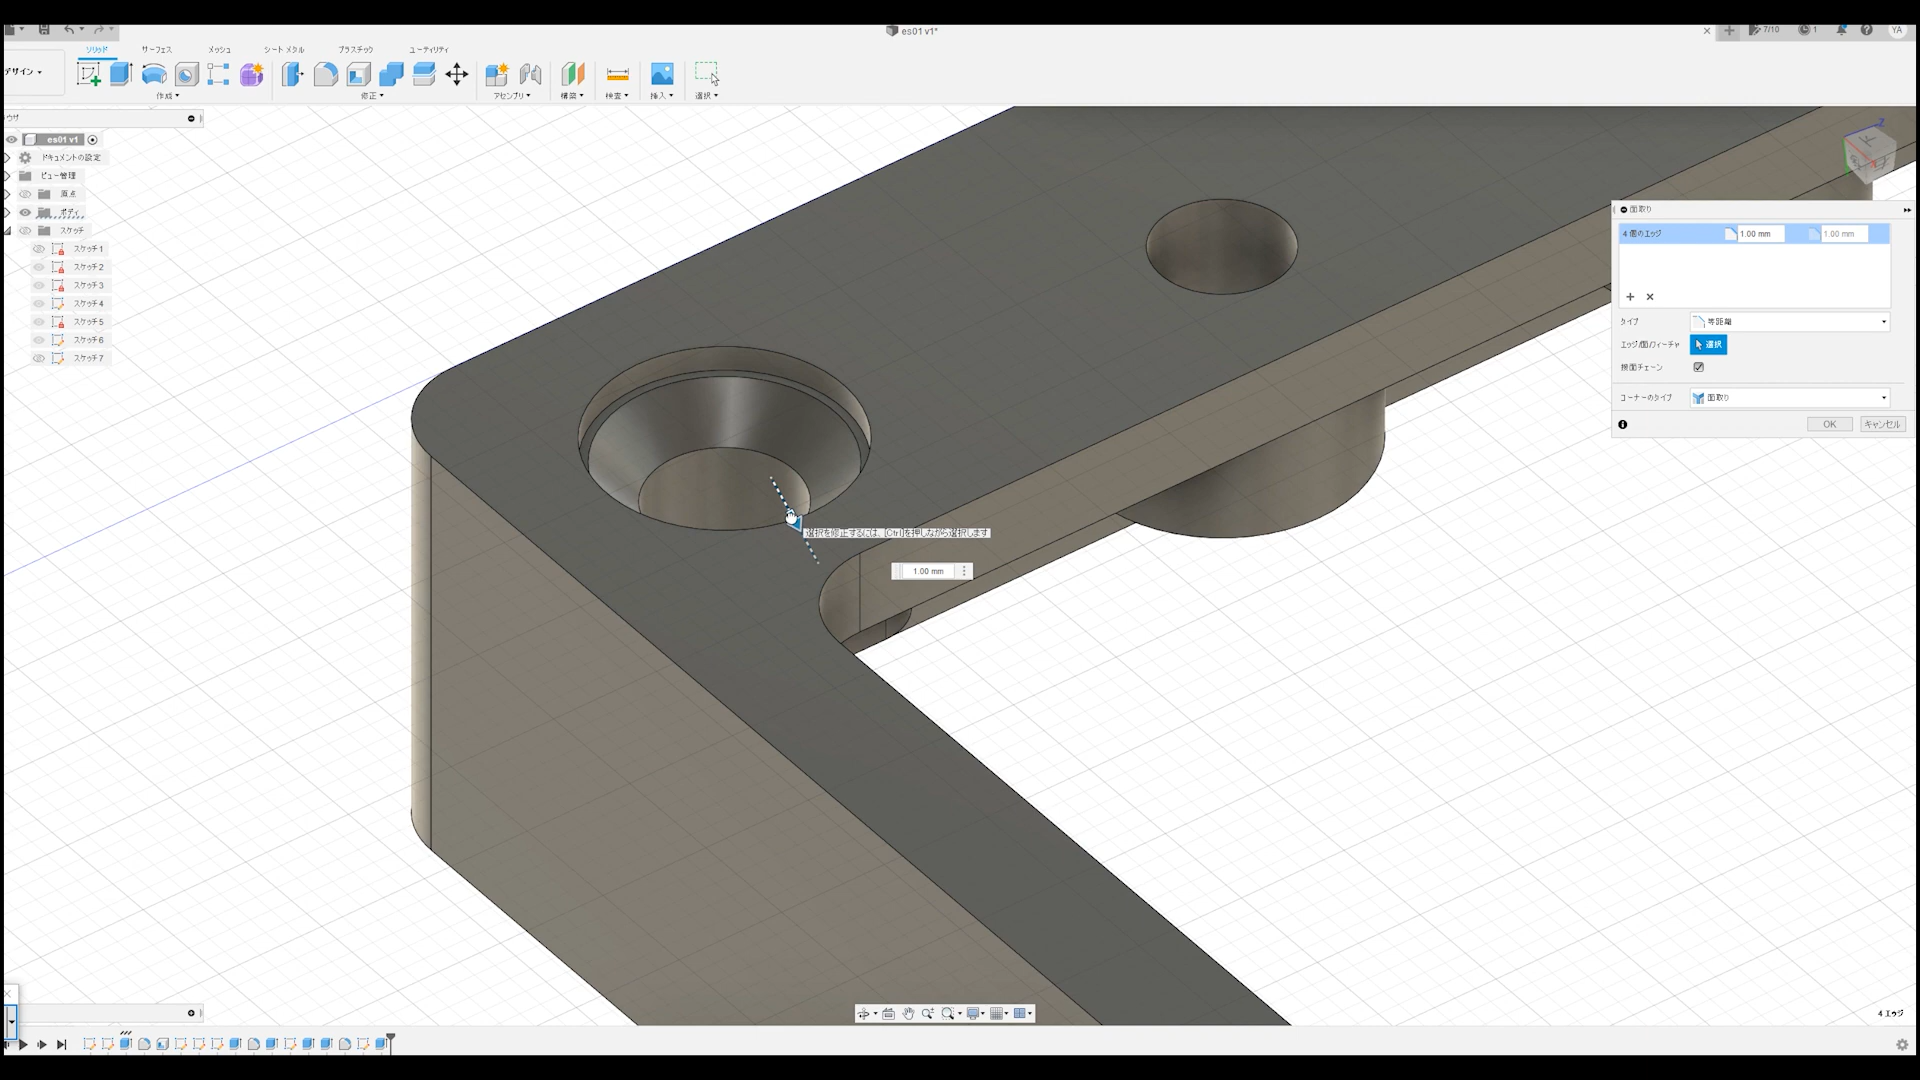 es01 v1*
7/10
1
YA
ソリッド
サーフェス
メッシュ
シート メタル
プラスチック
ユーティリティ
デザイン
作成
修正
アセンブリ
構築
検査
挿入
選択
es01 v1
ドキュメントの設定
ビュー管理
原点
ボディ
スケッチ
スケッチ1
スケッチ2
スケッチ3
スケッチ4
スケッチ5
スケッチ6
スケッチ7
面取り
4 個のエッジ
1.00 mm
1.00 mm
タイプ
等距離
エッジ/面/フィーチャ
選択
接面チェーン
コーナーのタイプ
面取り
OK
キャンセル
選択を修正するには、[Ctrl]を押しながら選択します
1.00 mm
4 エッジ